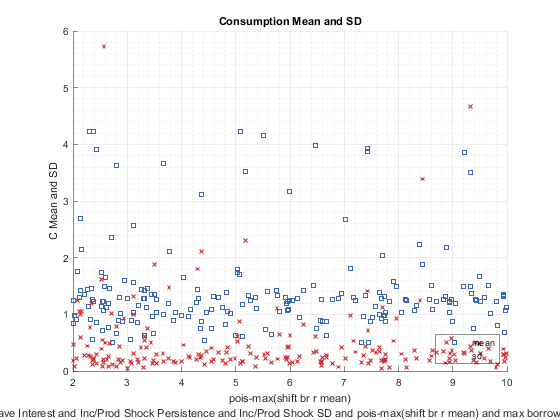 Consumption Mean and SD
C Mean and SD
6
5
4
3
2
1
0
mean
sd
2 3 4 5 6 7 8 9 10
pois-max(shift br r mean)
ave Interest and Inc/Prod Shock Persistence and Inc/Prod Shock SD and pois-max(shift br r mean) and max borrow